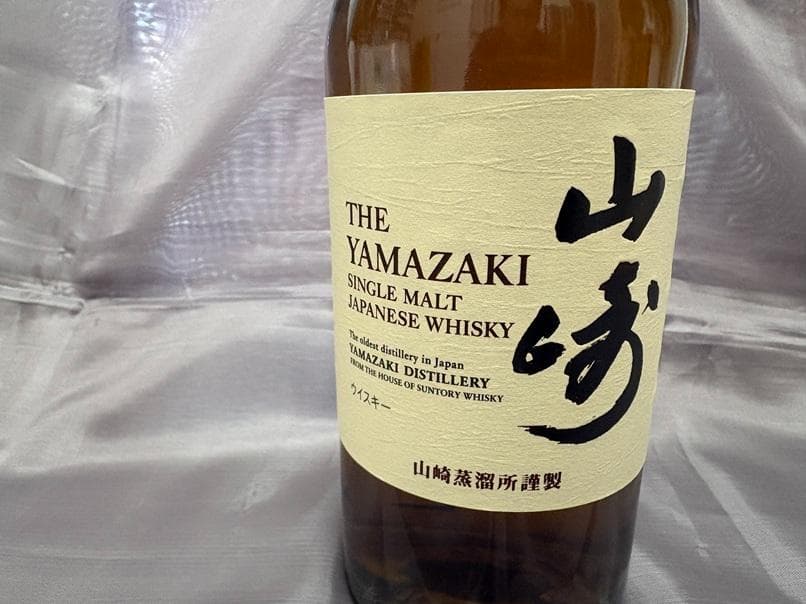 THE
YAMAZAKI
SINGLE MALT
JAPANESE WHISKY
The oldest distillery in Japan
YAMAZAKI DISTILLERY
FROM THE HOUSE OF SUNTORY WHISKY
ウイスキー
山崎
山崎蒸溜所謹製